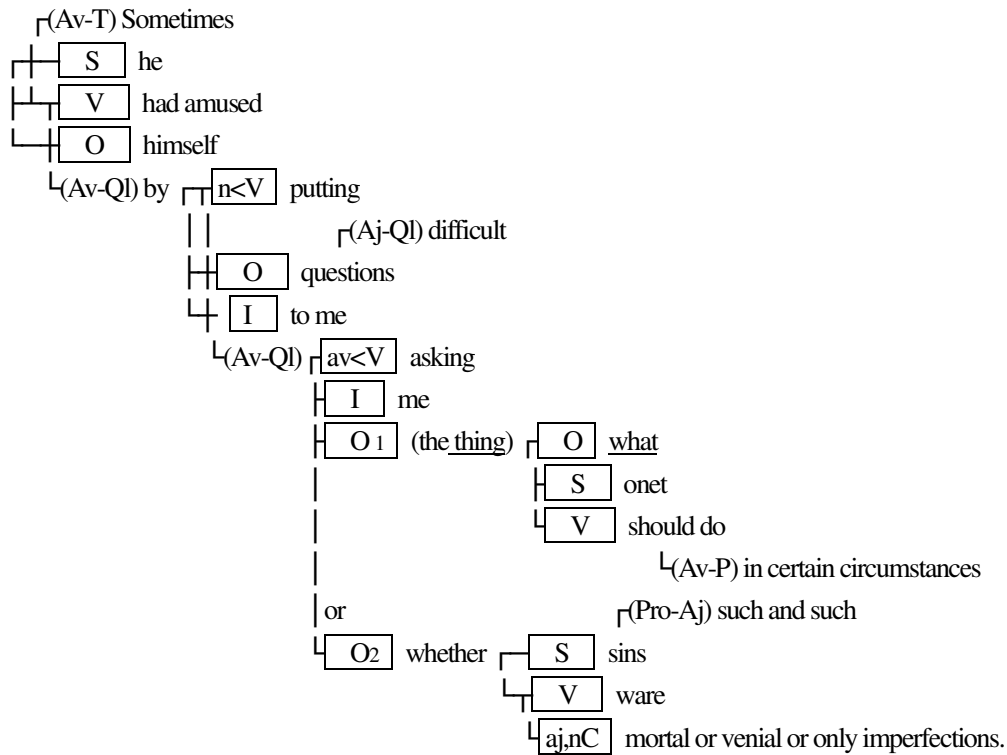 (Av-T) Sometimes
S he
V had amused
O himself
(Av-Ql) by n<V putting
(Aj-Ql) difficult
O questions
I to me
(Av-Ql) av<V asking
I me
O 1 (the thing) O what
S onet
V should do
(Av-P) in certain circumstances
or (Pro-Aj) such and such
O2 whether S sins
V ware
aj,nC mortal or venial or only imperfections.